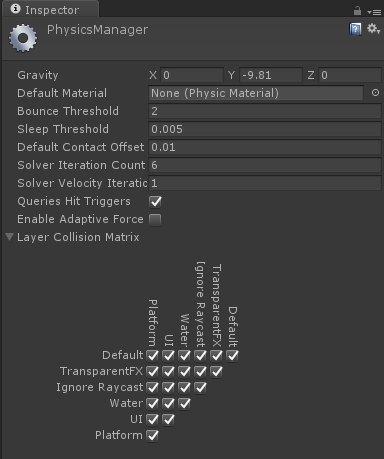 Inspector
PhysicsManager
Gravity X 0 Y -9.81 Z 0
Default Material None (Physic Material)
Bounce Threshold 2
Sleep Threshold 0.005
Default Contact Offset 0.01
Solver Iteration Count 6
Solver Velocity Iteratic 1
Queries Hit Triggers
Enable Adaptive Force
Layer Collision Matrix
Platform
UI
Water
Ignore Raycast
TransparentFX
Default
Default
TransparentFX
Ignore Raycast
Water
UI
Platform